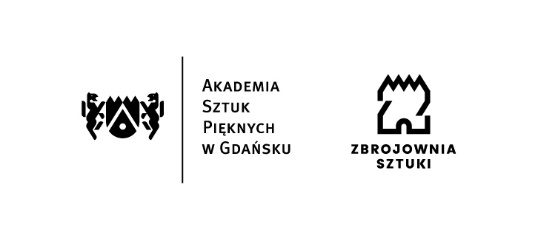 Akademia
Sztuk
Pięknych
w Gdańsku
ZBROJOWNIA
SZTUKI